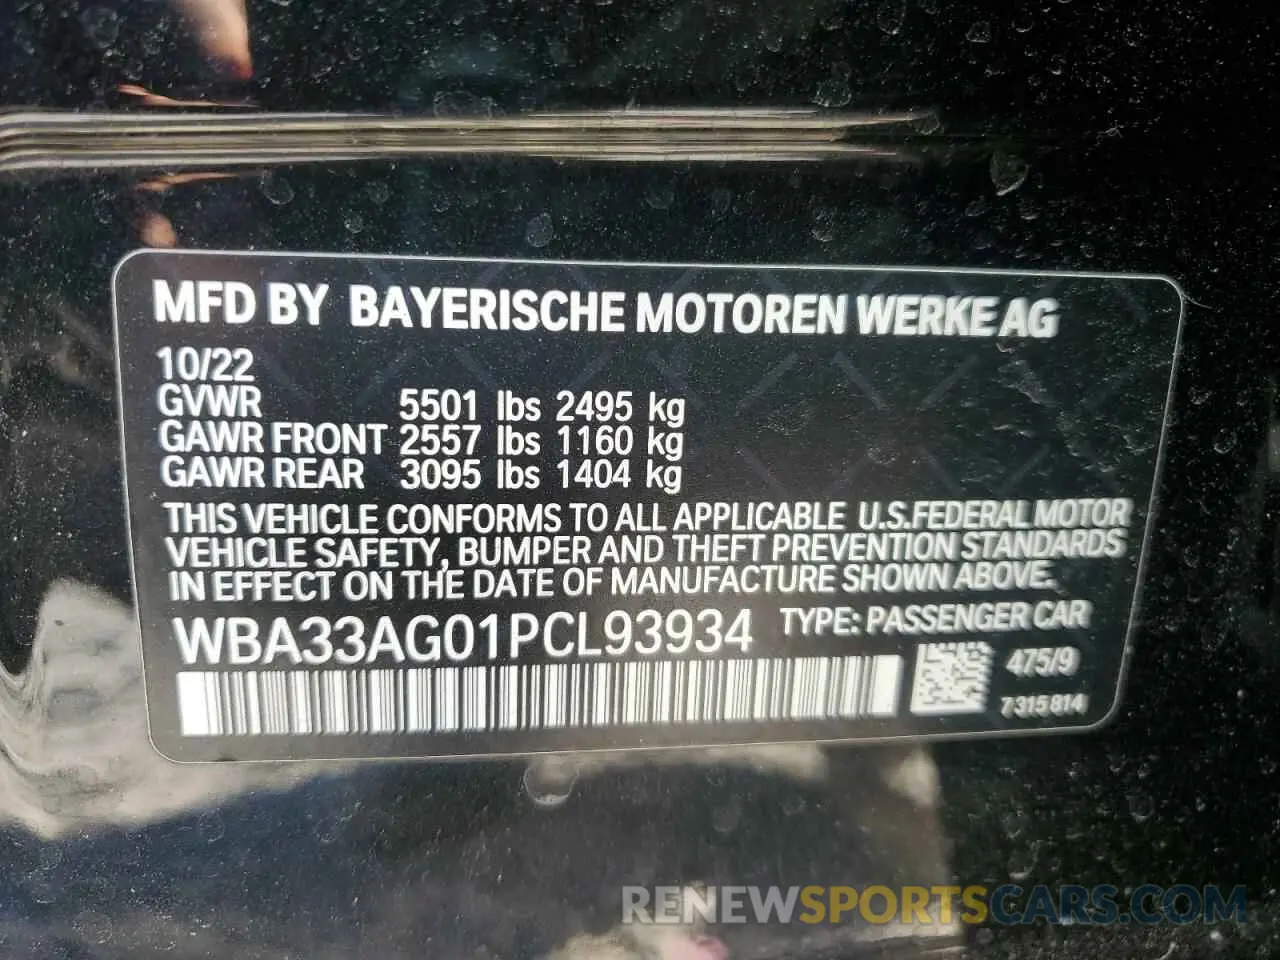 MFD BY BAYERISCHE MOTOREN WERKE AG
10/22
GVWR 5501 lbs 2495 kg
GAWR FRONT 2557 lbs 1160 kg
GAWR REAR 3095 lbs 1404 kg
THIS VEHICLE CONFORMS TO ALL APPLICABLE U.S.FEDERAL MOTOR
VEHICLE SAFETY, BUMPER AND THEFT PREVENTION STANDARDS
IN EFFECT ON THE DATE OF MANUFACTURE SHOWN ABOVE.
WBA33AG01PCL93934 TYPE: PASSENGER CAR
475/9
7315814
RENEWSPORTSCARS.COM